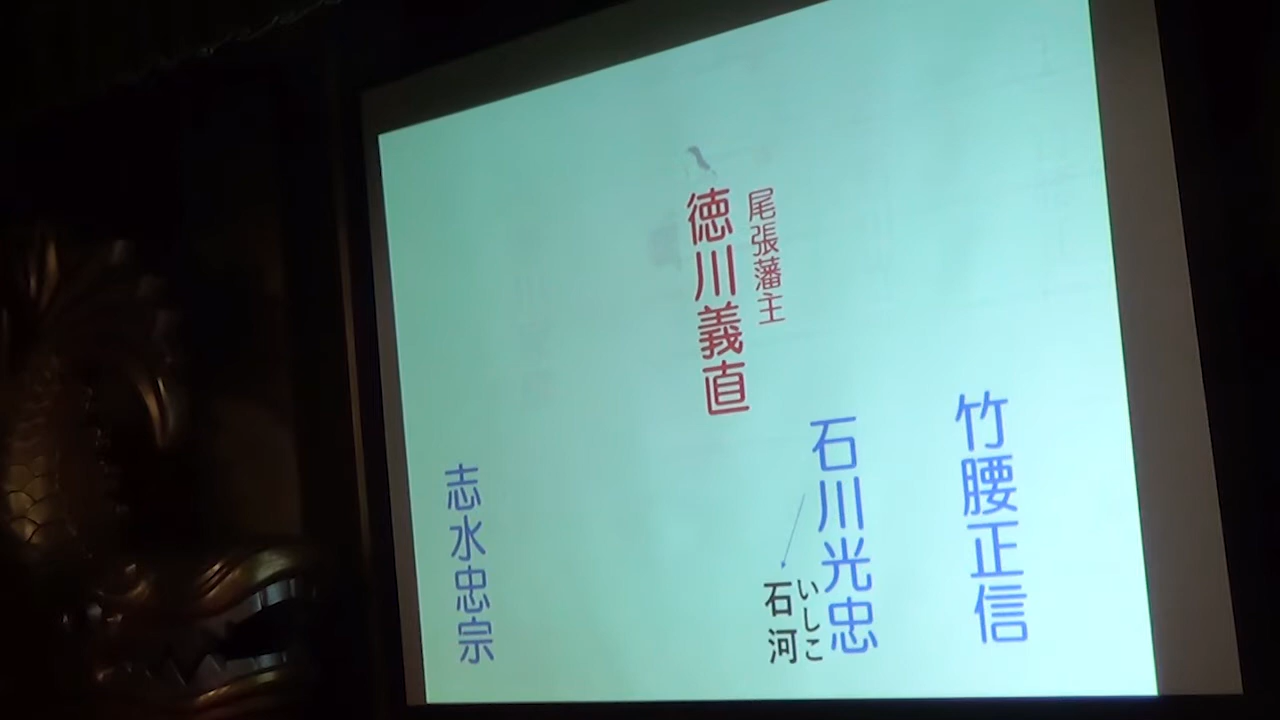 竹腰正信
尾張藩主
徳川義直
石川光忠
いしこ
石河
志水忠宗